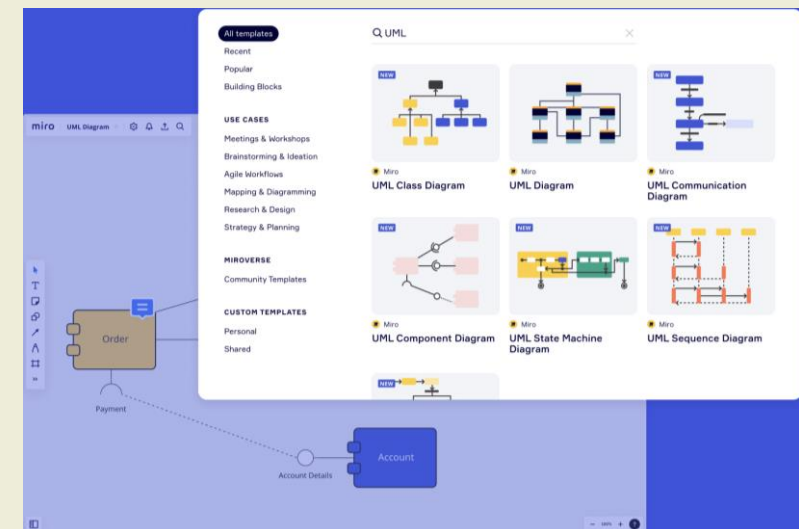 miro
UML Diagram
Order
Payment
Account Details
Account
All templates
Recent
Popular
Building Blocks
USE CASES
Meetings & Workshops
Brainstorming & Ideation
Agile Workflows
Mapping & Diagramming
Research & Design
Strategy & Planning
MIROVERSE
Community Templates
CUSTOM TEMPLATES
Personal
Shared
UML
NEW
Miro
UML Class Diagram
Miro
UML Diagram
NEW
Miro
UML Communication
Diagram
NEW
Miro
UML Component Diagram
NEW
Miro
UML State Machine
Diagram
NEW
Miro
UML Sequence Diagram
NEW